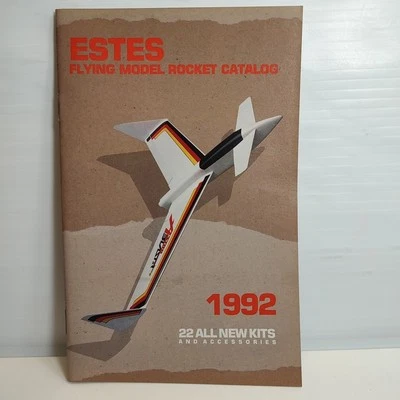 ESTES
FLYING MODEL ROCKET CATALOG
1992
22 ALL NEW KITS
AND ACCESSORIES